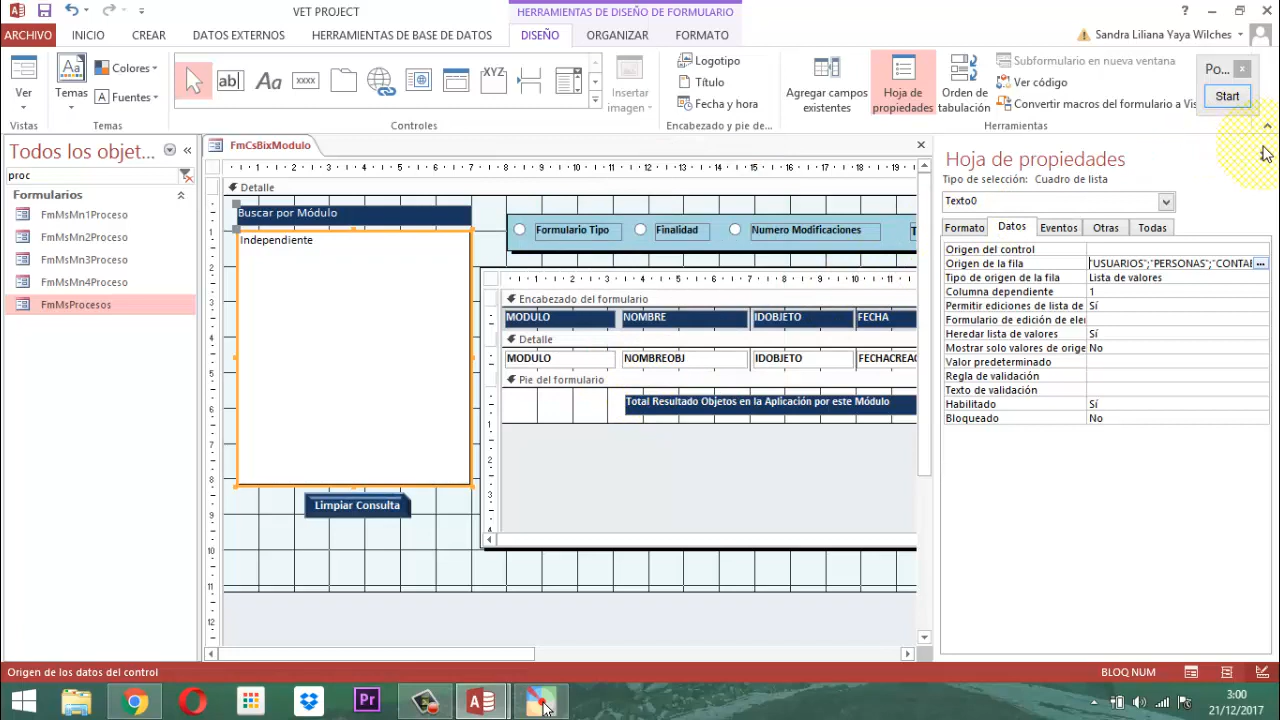 VET PROJECT
HERRAMIENTAS DE DISEÑO DE FORMULARIO
?
ARCHIVO
INICIO
CREAR
DATOS EXTERNOS
HERRAMIENTAS DE BASE DE DATOS
DISEÑO
ORGANIZAR
FORMATO
Sandra Liliana Yaya Wilches
Ver
Vistas
Temas
Colores
Fuentes
Temas
ab|
Aa
xxxx
XYZ
Controles
Insertar
imagen
Logotipo
Título
Fecha y hora
Encabezado y pie de...
Agregar campos
existentes
Hoja de
propiedades
Orden de
tabulación
Subformulario en nueva ventana
Ver código
Convertir macros del formulario a Vis
Herramientas
Po...
x
Start
Todos los objet...
proc
Formularios
FmMsMn1Proceso
FmMsMn2Proceso
FmMsMn3Proceso
FmMsMn4Proceso
FmMsProcesos
FmCsBixModulo
Detalle
Buscar por Módulo
Independiente
Limpiar Consulta
Formulario Tipo
Finalidad
Numero Modificaciones
Encabezado del formulario
MODULO
NOMBRE
IDOBJETO
FECHA
Detalle
MODULO
NOMBREOBJ
IDOBJETO
FECHACREAC
Pie del formulario
Total Resultado Objetos en la Aplicación por este Módulo
Hoja de propiedades
Tipo de selección: Cuadro de lista
Texto0
Formato
Datos
Eventos
Otras
Todas
Origen del control
Origen de la fila "USUARIOS";"PERSONAS";"CONTAE
Tipo de origen de la fila Lista de valores
Columna dependiente 1
Permitir ediciones de lista de Sí
Formulario de edición de ele
Heredar lista de valores Sí
Mostrar solo valores de orige No
Valor predeterminado
Regla de validación
Texto de validación
Habilitado Sí
Bloqueado No
Origen de los datos del control
BLOQ NUM
Pr
3:00
21/12/2017